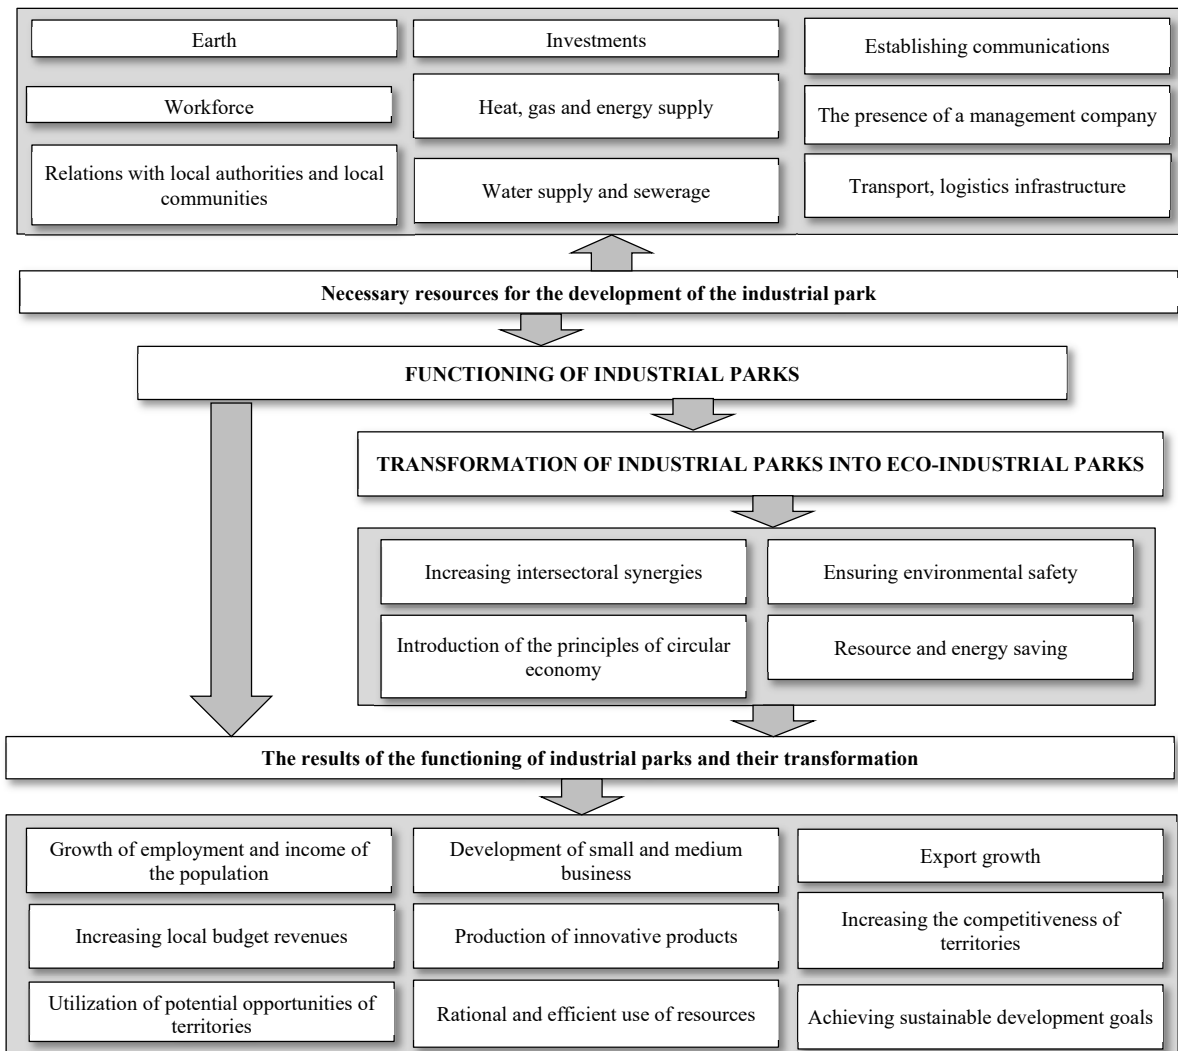 Earth
Investments
Establishing communications
Workforce
Heat, gas and energy supply
The presence of a management company
Relations with local authorities and local
communities
Water supply and sewerage
Transport, logistics infrastructure
Necessary resources for the development of the industrial park
FUNCTIONING OF INDUSTRIAL PARKS
TRANSFORMATION OF INDUSTRIAL PARKS INTO ECO-INDUSTRIAL PARKS
Increasing intersectoral synergies
Ensuring environmental safety
Introduction of the principles of circular
economy
Resource and energy saving
The results of the functioning of industrial parks and their transformation
Growth of employment and income of
the population
Development of small and medium
business
Export growth
Increasing local budget revenues
Production of innovative products
Increasing the competitiveness of
territories
Utilization of potential opportunities of
territories
Rational and efficient use of resources
Achieving sustainable development goals